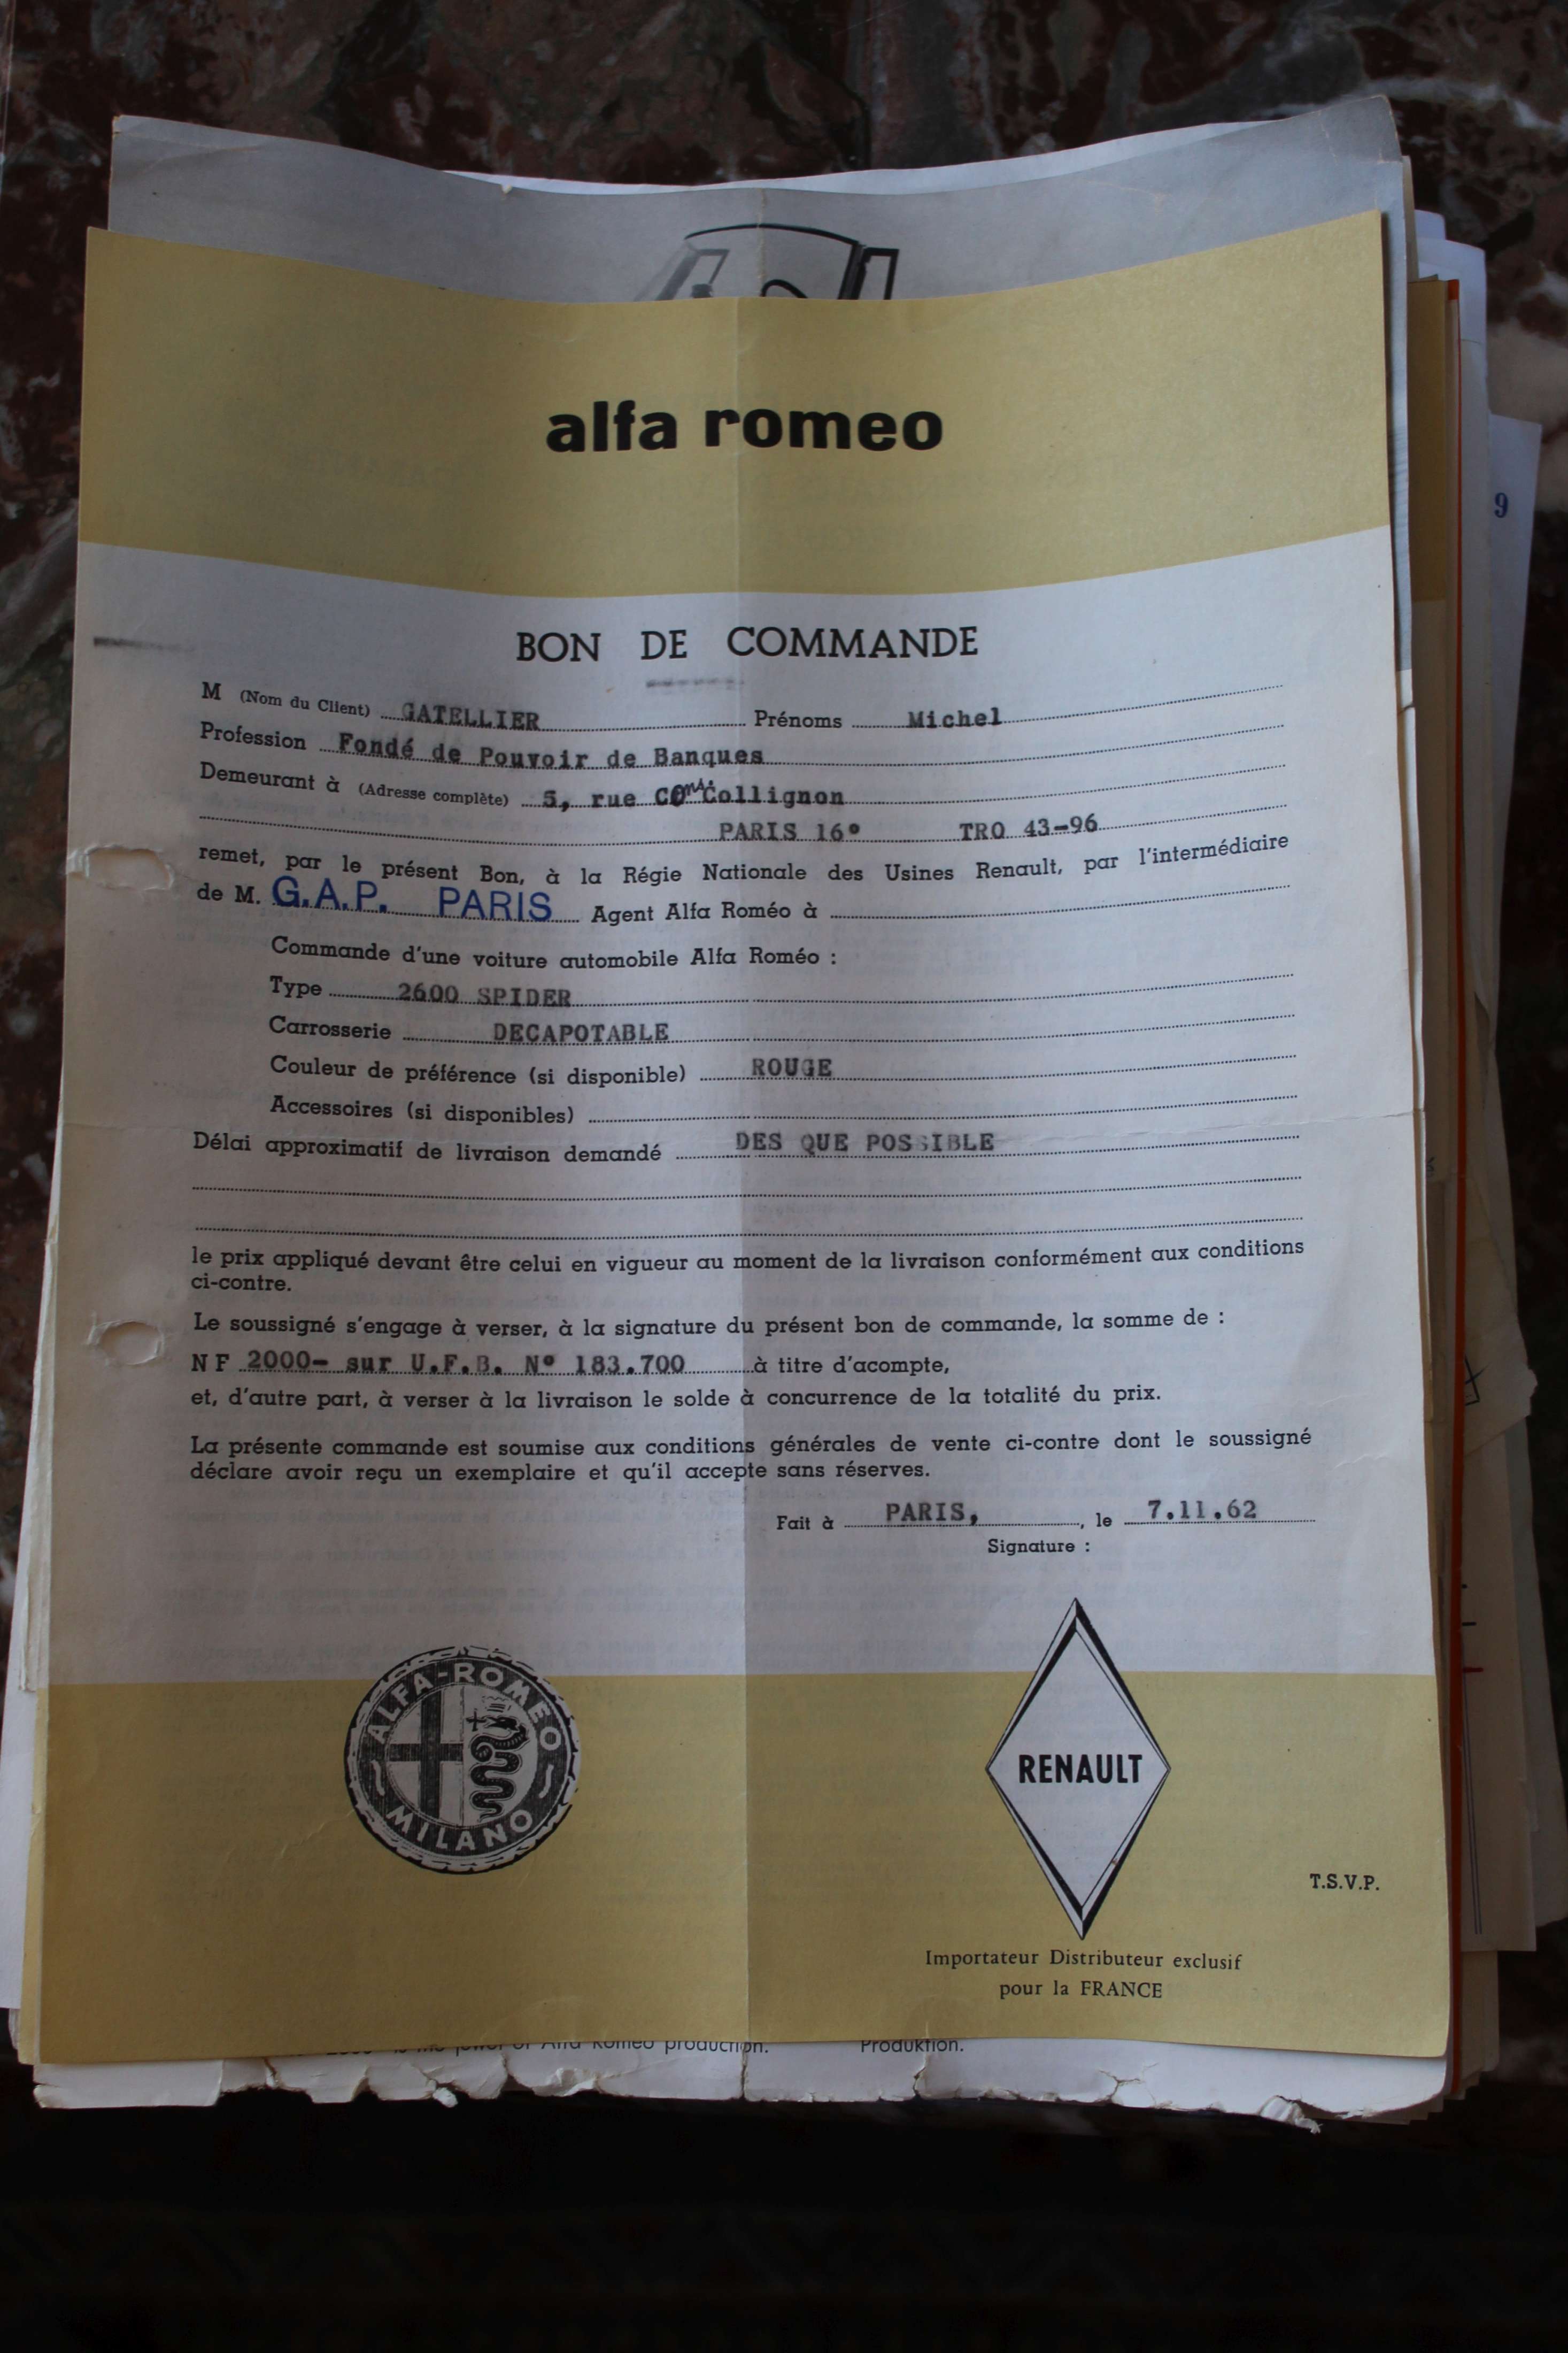 9
alfa romeo
BON DE COMMANDE
M (Nom du Client) GATELLIER Prénoms Michel
Profession Fondé de Pouvoir de Banques
Demeurant à (Adresse complète) 5, rue Cont Collignon
PARIS 16° TRO 43-96
remet, par le présent Bon, à la Régie Nationale des Usines Renault, par l'intermédiaire
de M. G.A.P. PARIS Agent Alfa Roméo à
Commande d'une voiture automobile Alfa Roméo :
Type 2600 SPIDER
Carrosserie DECAPOTABLE
Couleur de préférence (si disponible) ROUGE
Accessoires (si disponibles)
Délai approximatif de livraison demandé DES QUE POSSIBLE
le prix appliqué devant être celui en vigueur au moment de la livraison conformément aux conditions
ci-contre.
Le soussigné s'engage à verser, à la signature du présent bon de commande, la somme de :
NF 2000- sur U.F.B. N° 183.700 à titre d'acompte,
et, d'autre part, à verser à la livraison le solde à concurrence de la totalité du prix.
La présente commande est soumise aux conditions générales de vente ci-contre dont le soussigné
déclare avoir reçu un exemplaire et qu'il accepte sans réserves.
Fait à PARIS, , le 7.11.62
Signature :
ALFA-ROMEO
MILANO
RENAULT
T.S.V.P.
Importateur Distributeur exclusif
pour la FRANCE
of Alfa Romeo production. Produktion.